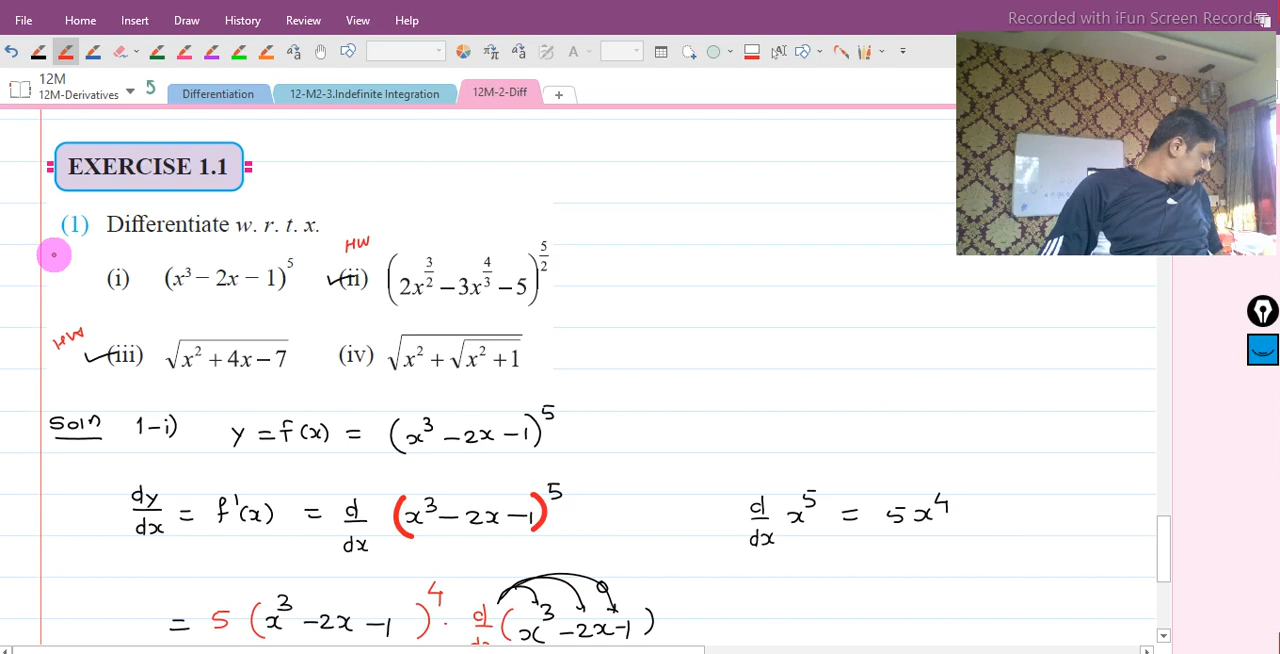 File Home Insert Draw History Review View Help
Recorded with iFun Screen Recorder
12M
12M-Derivatives
Differentiation 12-M2-3.Indefinite Integration 12M-2-Diff +
EXERCISE 1.1
(1) Differentiate w. r. t. x.
HW
(i) (x³ – 2x – 1)⁵ (ii) (2x^(3/2) – 3x^(4/3) – 5)^(5/2)
HW
(iii) √(x² + 4x – 7) (iv) √(x² + √(x² + 1))
Soln 1-i) y = f(x) = (x³ – 2x – 1)⁵
dy/dx = f'(x) = d/dx (x³ – 2x – 1)⁵ d/dx x⁵ = 5x⁴
= 5 (x³ – 2x – 1)⁴ · d/dx (x³ – 2x – 1)